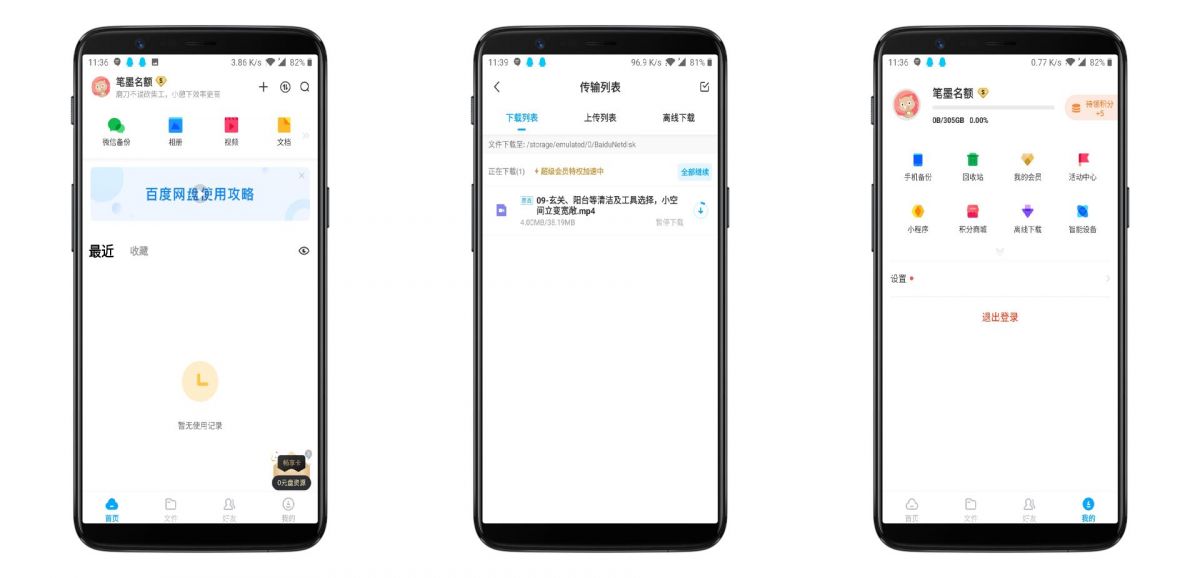 11:36
3.86 K/s
82%
笔墨名额
S
磨刀不误砍柴工，小憩下效率更高
微信备份
相册
视频
文档
百度网盘使用攻略
最近
收藏
暂无使用记录
畅享卡
0元盘资源
首页
文件
好友
我的
11:39
96.9 K/s
81%
传输列表
下载列表
上传列表
离线下载
文件下载至: /storage/emulated/0/BaiduNetdisk
正在下载(1)
超级会员特权加速中
全部继续
09-玄关、阳台等清洁及工具选择，小空
间立变宽敞.mp4
4.00MB/36.19MB
暂停下载
11:36
0.77 K/s
82%
笔墨名额
S
0B/305GB 0.00%
待领积分
+5
手机备份
回收站
我的会员
活动中心
小程序
积分商城
离线下载
智能设备
设置
退出登录
首页
文件
好友
我的